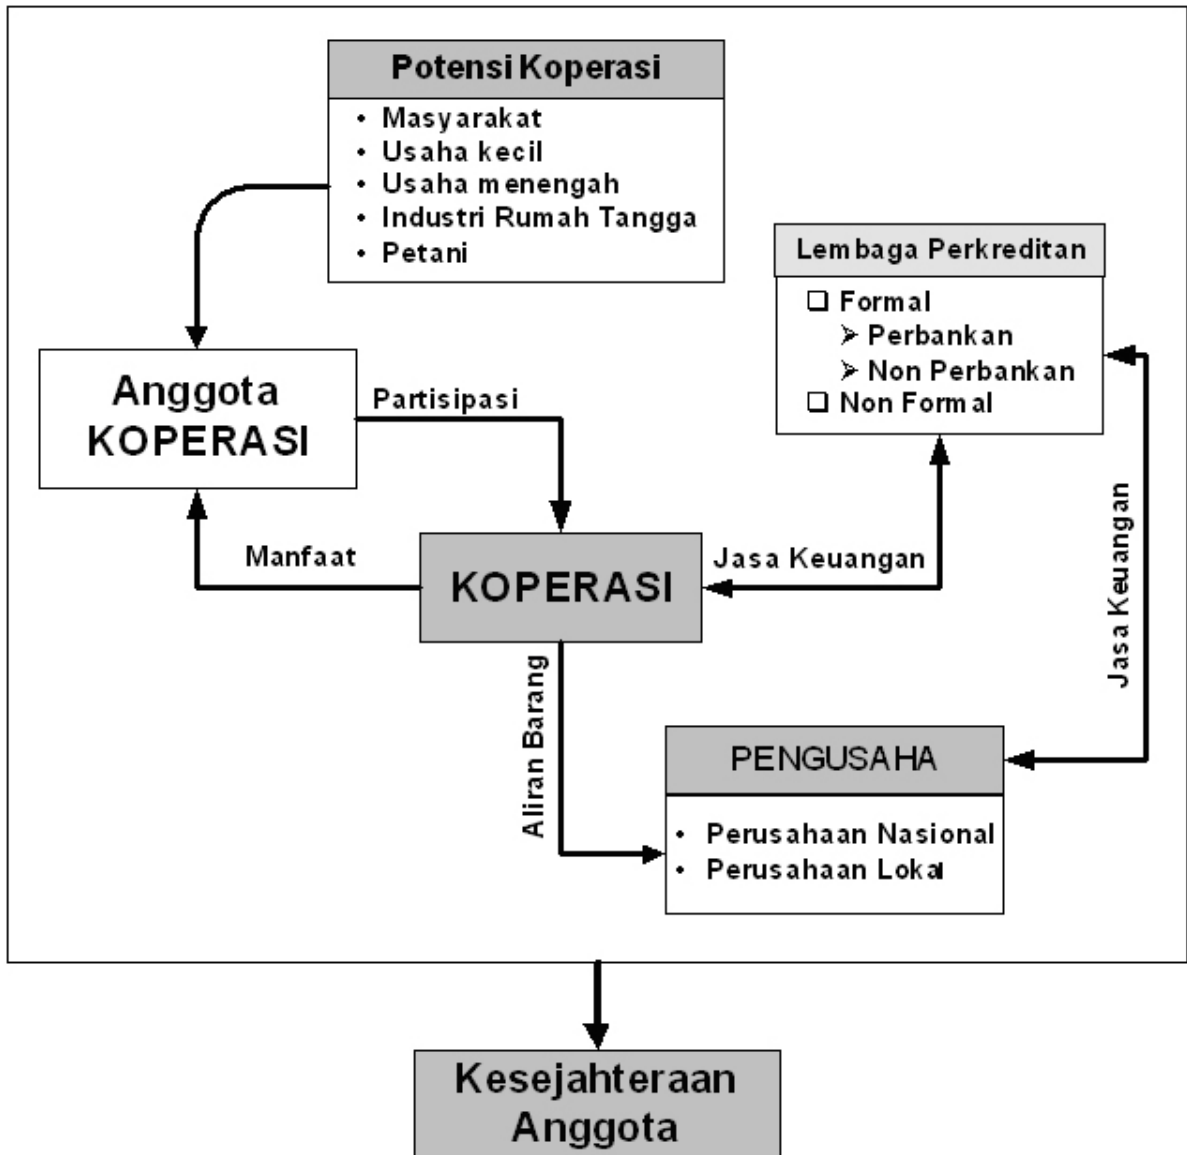 Potensi Koperasi
• Masyarakat
• Usaha kecil
• Usaha menengah
• Industri Rumah Tangga
• Petani
Lembaga Perkreditan
❑ Formal
➢ Perbankan
➢ Non Perbankan
❑ Non Formal
Anggota
KOPERASI
Partisipasi
Manfaat
KOPERASI
Jasa Keuangan
Jasa Keuangan
Aliran Barang
PENGUSAHA
• Perusahaan Nasional
• Perusahaan Lokal
Kesejahteraan
Anggota